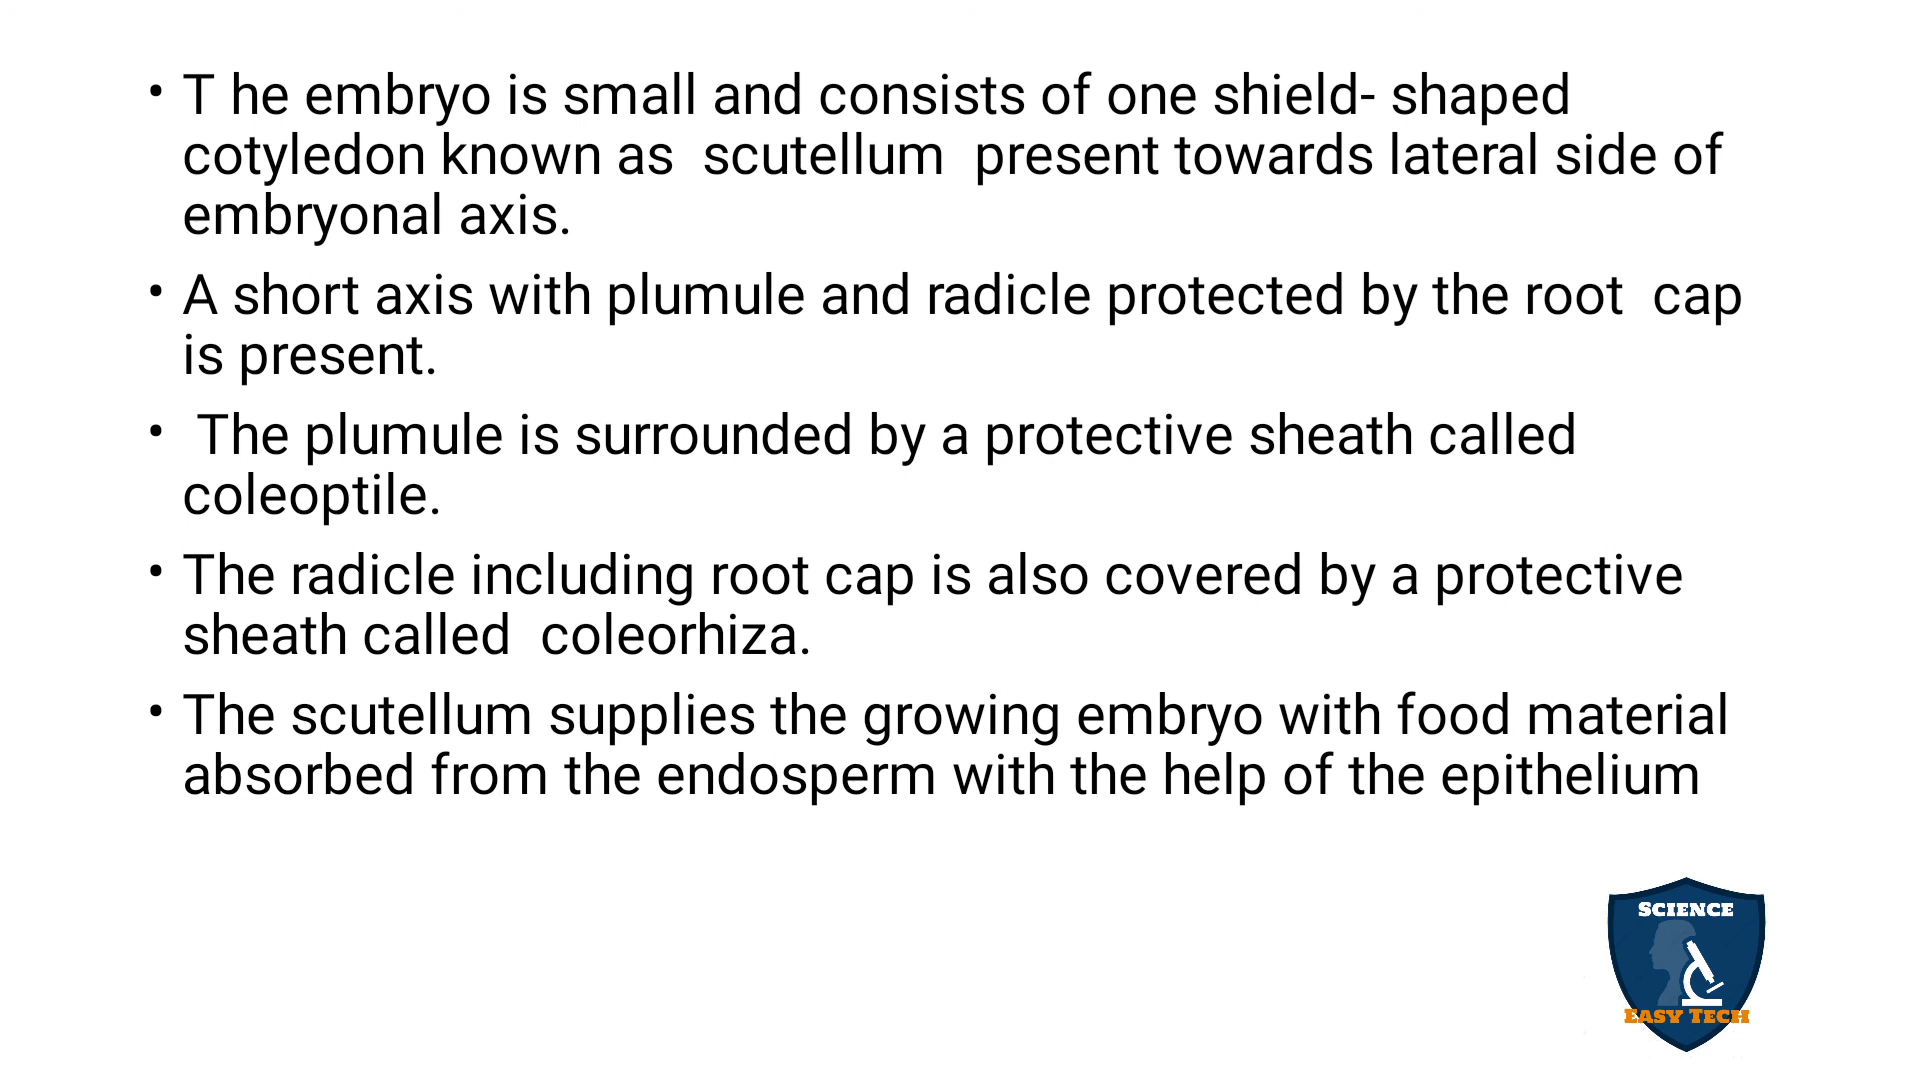 • T he embryo is small and consists of one shield- shaped
cotyledon known as  scutellum  present towards lateral side of
embryonal axis.
• A short axis with plumule and radicle protected by the root  cap
is present.
•  The plumule is surrounded by a protective sheath called
coleoptile.
• The radicle including root cap is also covered by a protective
sheath called  coleorhiza.
• The scutellum supplies the growing embryo with food material
absorbed from the endosperm with the help of the epithelium
SCIENCE
EASY TECH